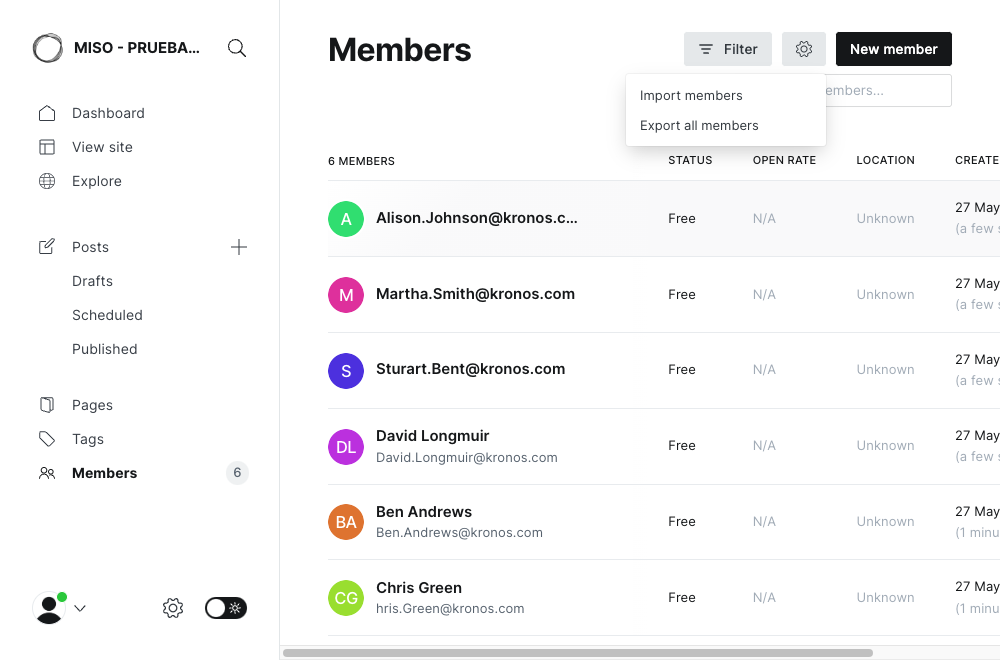 MISO - PRUEBA...
Dashboard
View site
Explore
Posts
Drafts
Scheduled
Published
Pages
Tags
Members
6
Members
Filter
New member
Import members
Export all members
6 MEMBERS
STATUS
OPEN RATE
LOCATION
A
Alison.Johnson@kronos.c...
Free
N/A
Unknown
27 May
(a few
M
Martha.Smith@kronos.com
Free
N/A
Unknown
27 May
(a few
S
Sturart.Bent@kronos.com
Free
N/A
Unknown
27 May
(a few
DL
David Longmuir
David.Longmuir@kronos.com
Free
N/A
Unknown
27 May
(a few
BA
Ben Andrews
Ben.Andrews@kronos.com
Free
N/A
Unknown
27 May
(1
CG
Chris Green
hris.Green@kronos.com
Free
N/A
Unknown
27 May
(1